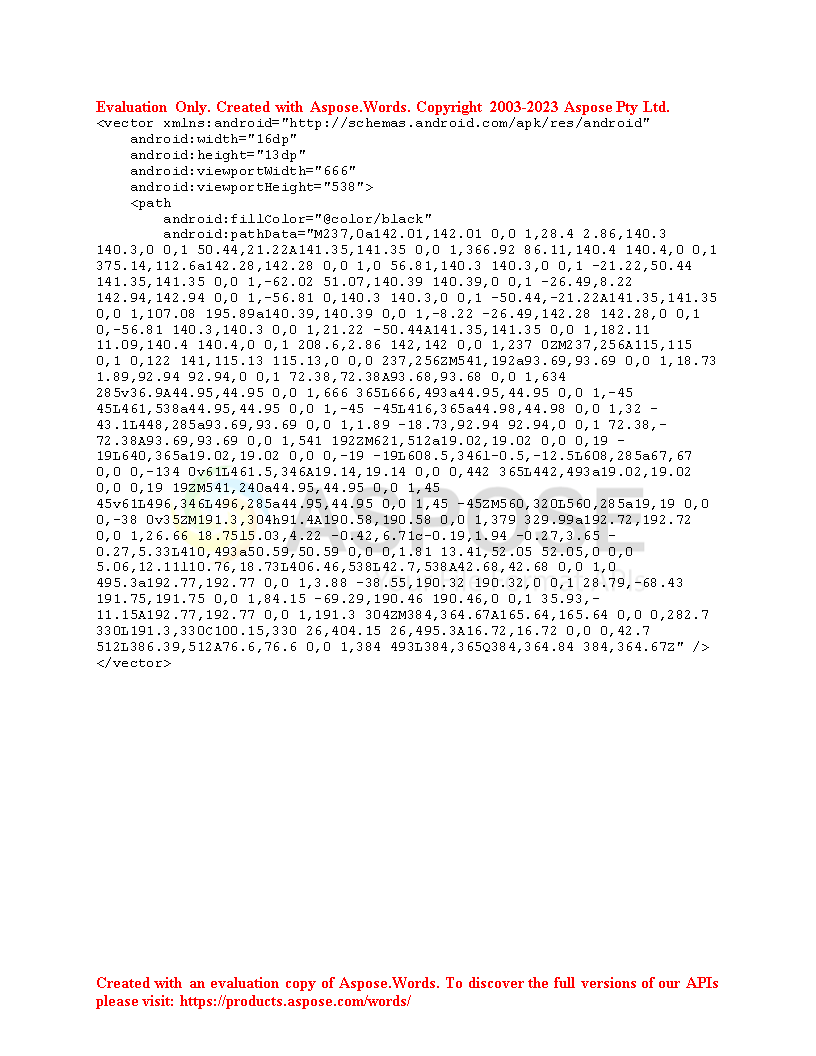 Evaluation Only. Created with Aspose.Words. Copyright 2003-2023 Aspose Pty Ltd.
<vector xmlns:android="http://schemas.android.com/apk/res/android"
    android:width="16dp"
    android:height="13dp"
    android:viewportWidth="666"
    android:viewportHeight="538">
    <path
        android:fillColor="@color/black"
        android:pathData="M237,0a142.01,142.01 0,0 1,28.4 2.86,140.3
140.3,0 0,1 50.44,21.22A141.35,141.35 0,0 1,366.92 86.11,140.4 140.4,0 0,1
375.14,112.6a142.28,142.28 0,0 1,0 56.81,140.3 140.3,0 0,1 -21.22,50.44
141.35,141.35 0,0 1,-62.02 51.07,140.39 140.39,0 0,1 -26.49,8.22
142.94,142.94 0,0 1,-56.81 0,140.3 140.3,0 0,1 -50.44,-21.22A141.35,141.35
0,0 1,107.08 195.89a140.39,140.39 0,0 1,-8.22 -26.49,142.28 142.28,0 0,1
0,-56.81 140.3,140.3 0,0 1,21.22 -50.44A141.35,141.35 0,0 1,182.11
11.09,140.4 140.4,0 0,1 208.6,2.86 142,142 0,0 1,237 0ZM237,256A115,115
0,1 0,122 141,115.13 115.13,0 0,0 237,256ZM541,192a93.69,93.69 0,0 1,18.73
1.89,92.94 92.94,0 0,1 72.38,72.38A93.68,93.68 0,0 1,634
285v36.9A44.95,44.95 0,0 1,666 365L666,493a44.95,44.95 0,0 1,-45
45L461,538a44.95,44.95 0,0 1,-45 -45L416,365a44.98,44.98 0,0 1,32 -
43.1L448,285a93.69,93.69 0,0 1,1.89 -18.73,92.94 92.94,0 0,1 72.38,-
72.38A93.69,93.69 0,0 1,541 192ZM621,512a19.02,19.02 0,0 0,19 -
19L640,365a19.02,19.02 0,0 0,-19 -19L608.5,346l-0.5,-12.5L608,285a67,67
0,0 0,-134 0v61L461.5,346A19.14,19.14 0,0 0,442 365L442,493a19.02,19.02
0,0 0,19 19ZM541,240a44.95,44.95 0,0 1,45
45v61L496,346L496,285a44.95,44.95 0,0 1,45 -45ZM560,320L560,285a19,19 0,0
0,-38 0v35ZM191.3,304h91.4A190.58,190.58 0,0 1,379 329.99a192.72,192.72
0,0 1,26.66 18.75l5.03,4.22 -0.42,6.71c-0.19,1.94 -0.27,3.65 -
0.27,5.33L410,493a50.59,50.59 0,0 0,1.81 13.41,52.05 52.05,0 0,0
5.06,12.11l10.76,18.73L406.46,538L42.7,538A42.68,42.68 0,0 1,0
495.3a192.77,192.77 0,0 1,3.88 -38.55,190.32 190.32,0 0,1 28.79,-68.43
191.75,191.75 0,0 1,84.15 -69.29,190.46 190.46,0 0,1 35.93,-
11.15A192.77,192.77 0,0 1,191.3 304ZM384,364.67A165.64,165.64 0,0 0,282.7
330L191.3,330C100.15,330 26,404.15 26,495.3A16.72,16.72 0,0 0,42.7
512L386.39,512A76.6,76.6 0,0 1,384 493L384,365Q384,364.84 384,364.67Z" />
</vector>
ASPOSE
Created with an evaluation copy of Aspose.Words. To discover the full versions of our APIs
please visit: https://products.aspose.com/words/